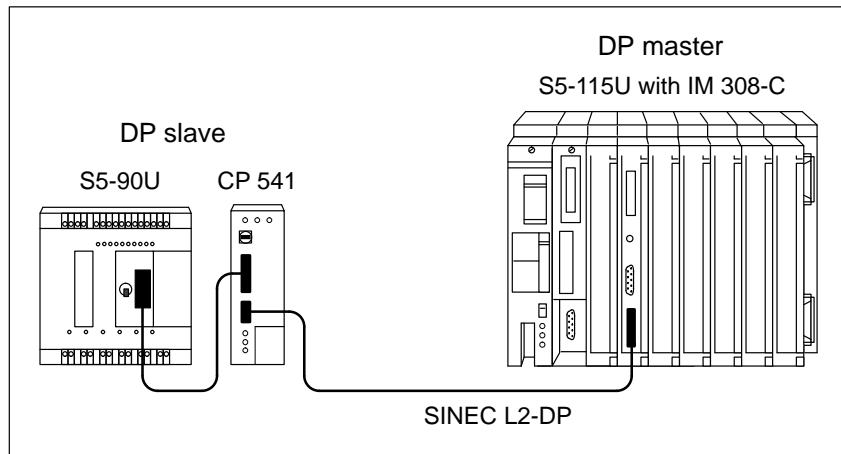 DP master
S5-115U with IM 308-C
DP slave
S5-90U
CP 541
SINEC L2-DP